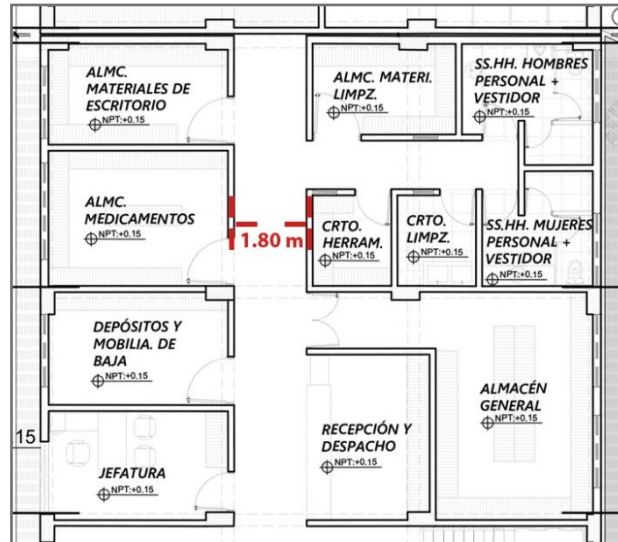 ALMC.
MATERIALES DE
ESCRITORIO
NPT:+0.15
ALMC. MATERI.
LIMPZ.
NPT:+0.15
SS.HH. HOMBRES
PERSONAL +
VESTIDOR
NPT:+0.15
ALMC.
MEDICAMENTOS
NPT:+0.15
1.80 m
CRTO.
HERRAM.
NPT:+0.15
CRTO.
LIMPZ.
NPT:+0.15
SS.HH. MUJERES
PERSONAL +
VESTIDOR
NPT:+0.15
DEPÓSITOS Y
MOBILIA. DE
BAJA
NPT:+0.15
ALMACÉN
GENERAL
NPT:+0.15
RECEPCIÓN Y
DESPACHO
NPT:+0.15
15
JEFATURA
NPT:+0.15